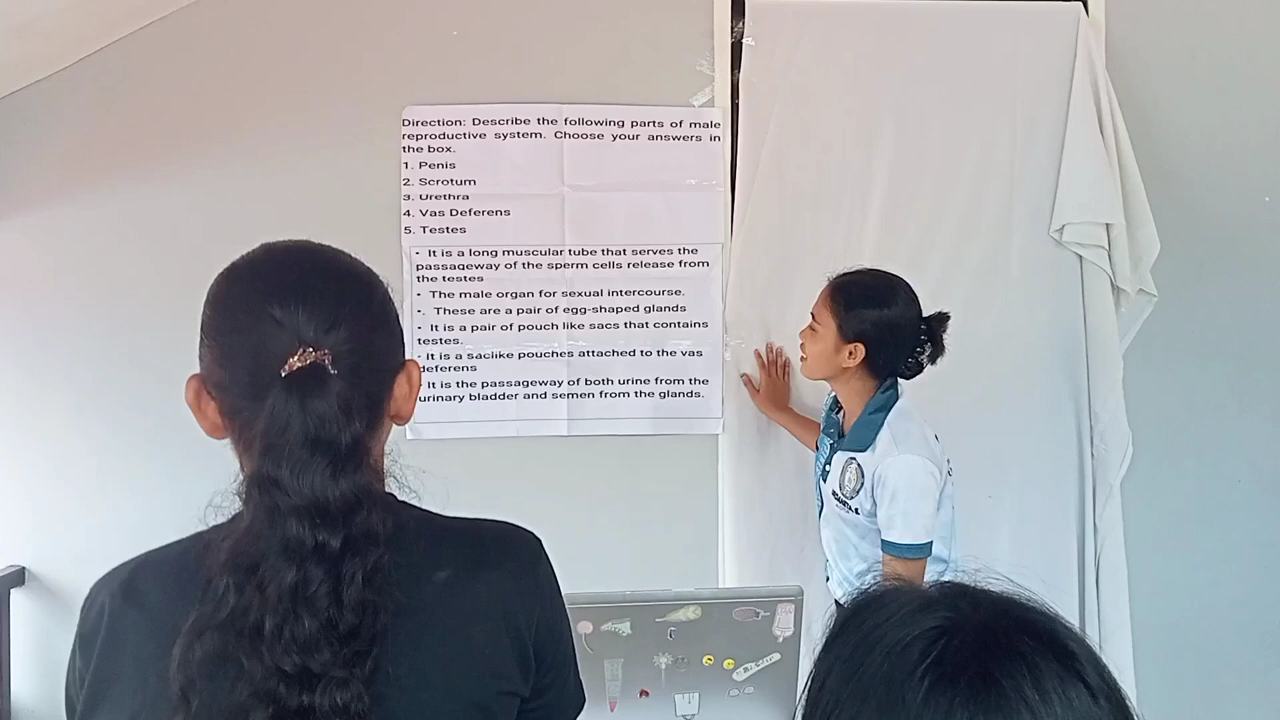 Direction: Describe the following parts of male
reproductive system. Choose your answers in
the box.
1. Penis
2. Scrotum
3. Urethra
4. Vas Deferens
5. Testes
• It is a long muscular tube that serves the
passageway of the sperm cells release from
the testes
• The male organ for sexual intercourse.
•. These are a pair of egg-shaped glands
• It is a pair of pouch like sacs that contains
testes.
• It is a saclike pouches attached to the vas
deferens
It is the passageway of both urine from the
urinary bladder and semen from the glands.